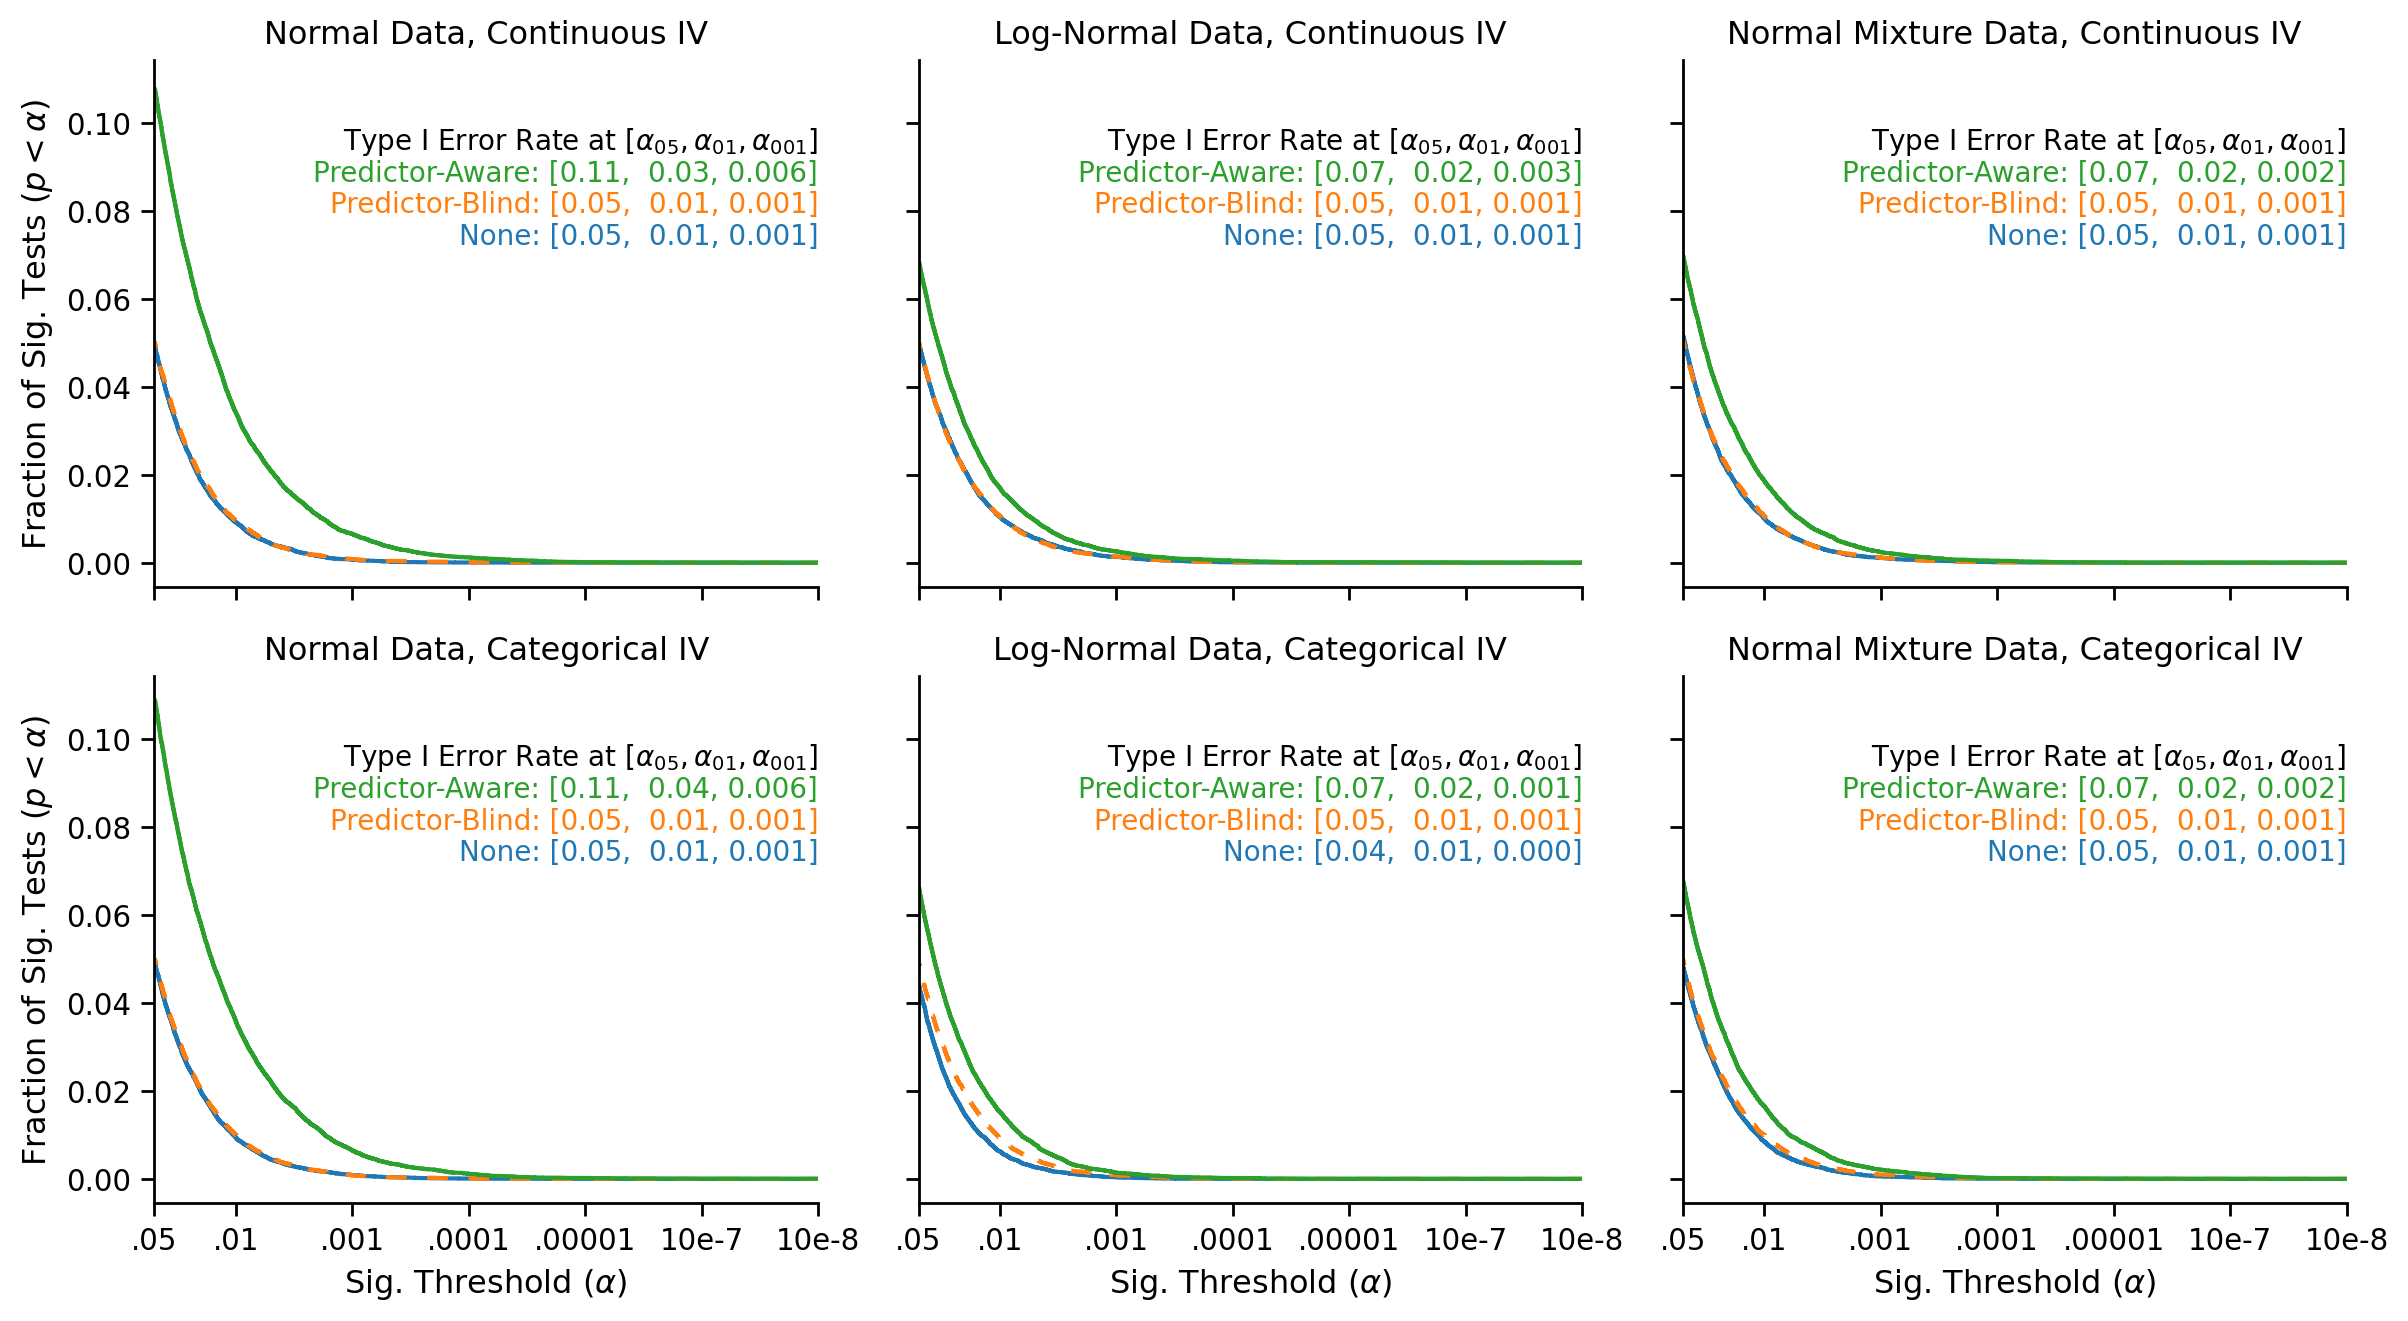 Normal Data, Continuous IV
Log-Normal Data, Continuous IV
Normal Mixture Data, Continuous IV
Fraction of Sig. Tests (p < α)
0.10
0.08
0.06
0.04
0.02
0.00
Type I Error Rate at [α05, α01, α001]
Predictor-Aware: [0.11, 0.03, 0.006]
Predictor-Blind: [0.05, 0.01, 0.001]
None: [0.05, 0.01, 0.001]
Type I Error Rate at [α05, α01, α001]
Predictor-Aware: [0.07, 0.02, 0.003]
Predictor-Blind: [0.05, 0.01, 0.001]
None: [0.05, 0.01, 0.001]
Type I Error Rate at [α05, α01, α001]
Predictor-Aware: [0.07, 0.02, 0.002]
Predictor-Blind: [0.05, 0.01, 0.001]
None: [0.05, 0.01, 0.001]
Normal Data, Categorical IV
Log-Normal Data, Categorical IV
Normal Mixture Data, Categorical IV
Fraction of Sig. Tests (p < α)
0.10
0.08
0.06
0.04
0.02
0.00
Type I Error Rate at [α05, α01, α001]
Predictor-Aware: [0.11, 0.04, 0.006]
Predictor-Blind: [0.05, 0.01, 0.001]
None: [0.05, 0.01, 0.001]
Type I Error Rate at [α05, α01, α001]
Predictor-Aware: [0.07, 0.02, 0.001]
Predictor-Blind: [0.05, 0.01, 0.001]
None: [0.04, 0.01, 0.000]
Type I Error Rate at [α05, α01, α001]
Predictor-Aware: [0.07, 0.02, 0.002]
Predictor-Blind: [0.05, 0.01, 0.001]
None: [0.05, 0.01, 0.001]
.05 .01 .001 .0001 .00001 10e-7 10e-8
.05 .01 .001 .0001 .00001 10e-7 10e-8
.05 .01 .001 .0001 .00001 10e-7 10e-8
Sig. Threshold (α)
Sig. Threshold (α)
Sig. Threshold (α)